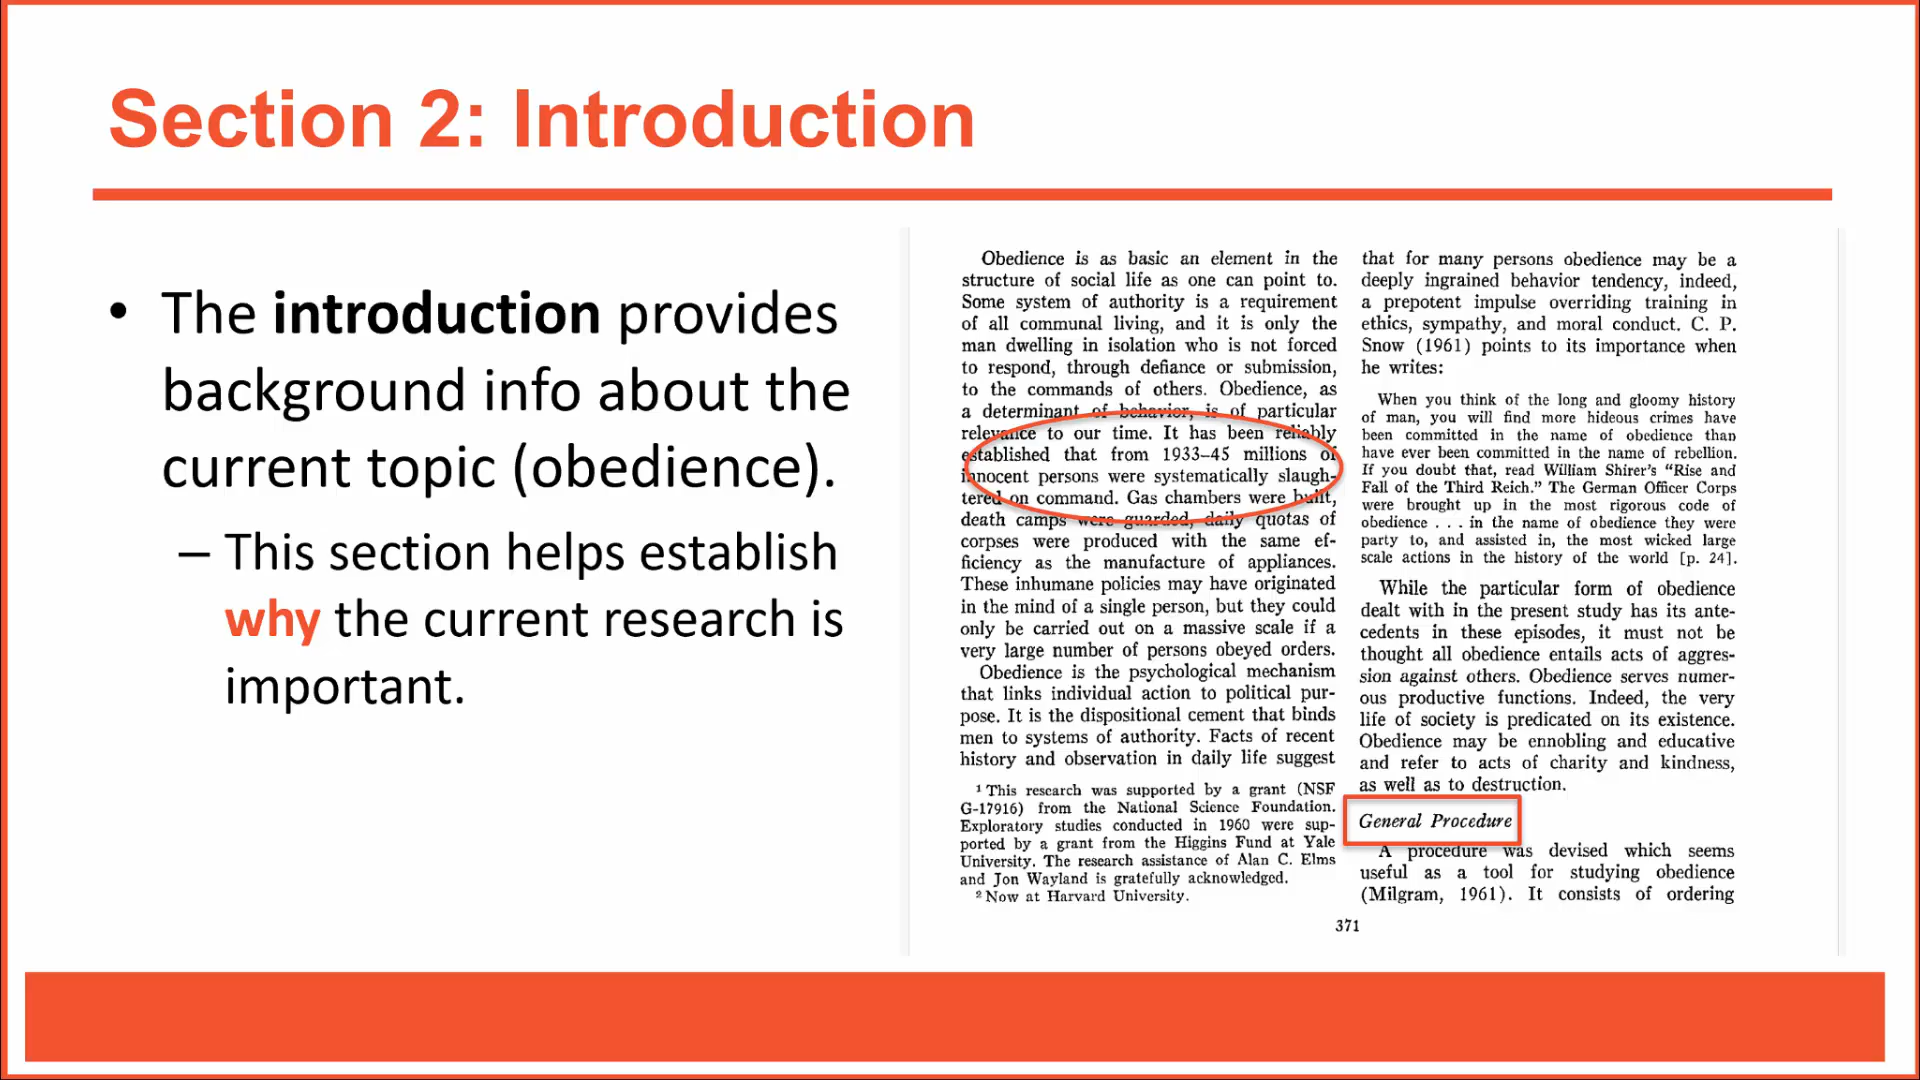 Section 2: Introduction
• The introduction provides
background info about the
current topic (obedience).
– This section helps establish
why the current research is
important.
Obedience is as basic an element in the
structure of social life as one can point to.
Some system of authority is a requirement
of all communal living, and it is only the
man dwelling in isolation who is not forced
to respond, through defiance or submission,
to the commands of others. Obedience, as
a determinant of behavior, is of particular
relevance to our time. It has been reliably
established that from 1933–45 millions of
innocent persons were systematically slaugh-
tered on command. Gas chambers were built,
death camps were guarded, daily quotas of
corpses were produced with the same ef-
ficiency as the manufacture of appliances.
These inhumane policies may have originated
in the mind of a single person, but they could
only be carried out on a massive scale if a
very large number of persons obeyed orders.
Obedience is the psychological mechanism
that links individual action to political pur-
pose. It is the dispositional cement that binds
men to systems of authority. Facts of recent
history and observation in daily life suggest
1 This research was supported by a grant (NSF
G-17916) from the National Science Foundation.
Exploratory studies conducted in 1960 were sup-
ported by a grant from the Higgins Fund at Yale
University. The research assistance of Alan C. Elms
and Jon Wayland is gratefully acknowledged.
2 Now at Harvard University.
that for many persons obedience may be a
deeply ingrained behavior tendency, indeed,
a prepotent impulse overriding training in
ethics, sympathy, and moral conduct. C. P.
Snow (1961) points to its importance when
he writes:
When you think of the long and gloomy history
of man, you will find more hideous crimes have
been committed in the name of obedience than
have ever been committed in the name of rebellion.
If you doubt that, read William Shirer's "Rise and
Fall of the Third Reich." The German Officer Corps
were brought up in the most rigorous code of
obedience . . . in the name of obedience they were
party to, and assisted in, the most wicked large
scale actions in the history of the world [p. 24].
While the particular form of obedience
dealt with in the present study has its ante-
cedents in these episodes, it must not be
thought all obedience entails acts of aggres-
sion against others. Obedience serves numer-
ous productive functions. Indeed, the very
life of society is predicated on its existence.
Obedience may be ennobling and educative
and refer to acts of charity and kindness,
as well as to destruction.
General Procedure
A procedure was devised which seems
useful as a tool for studying obedience
(Milgram, 1961). It consists of ordering
371